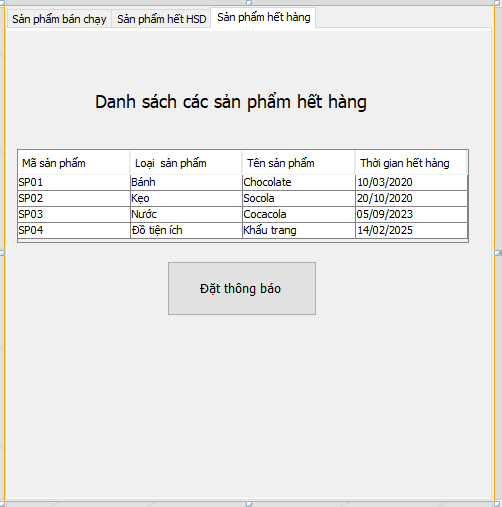 Sản phẩm bán chạy Sản phẩm hết HSD Sản phẩm hết hàng
Danh sách các sản phẩm hết hàng
Mã sản phẩm Loại sản phẩm Tên sản phẩm Thời gian hết hàng
SP01 Bánh Chocolate 10/03/2020
SP02 Kẹo Socola 20/10/2020
SP03 Nước Cocacola 05/09/2023
SP04 Đồ tiện ích Khẩu trang 14/02/2025
Đặt thông báo